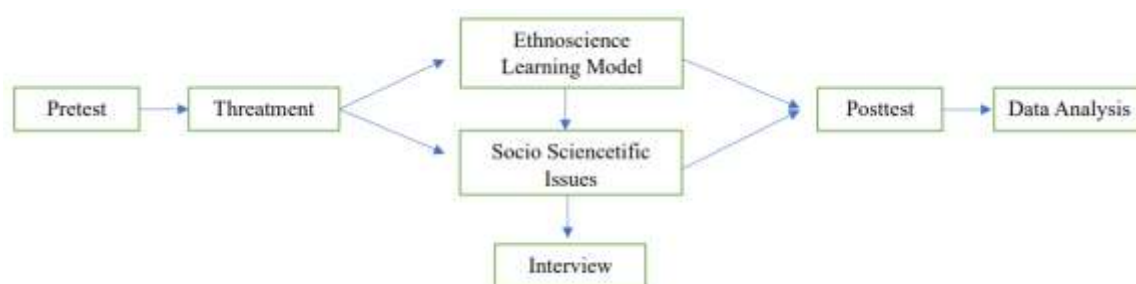 Pretest
Threatment
Ethnoscience
Learning Model
Socio Sciencetific
Issues
Interview
Posttest
Data Analysis